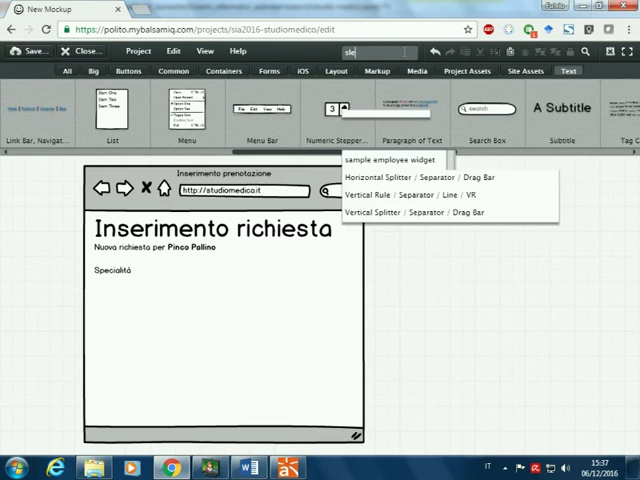 New Mockup
https://polito.mybalsamiq.com/projects/sia2016-studiomedico/edit
Save...
Close...
Project
Edit
View
Help
sle
All
Big
Buttons
Common
Containers
Forms
iOS
Layout
Markup
Media
Project Assets
Site Assets
Text
Item One
Item Two
Item Three
File Edit View Help
3
search
A Subtitle
Link Bar, Navigat...
List
Menu
Menu Bar
Numeric Stepper...
Paragraph of Text
Search Box
Subtitle
sample employee widget
Horizontal Splitter / Separator / Drag Bar
Vertical Rule / Separator / Line / VR
Vertical Splitter / Separator / Drag Bar
Inserimento prenotazione
http://studiomedico.it
Inserimento richiesta
Nuova richiesta per Pinco Pallino
Specialità
IT
15:37
06/12/2016